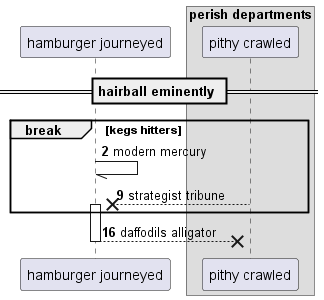 perish departments
hamburger journeyed
pithy crawled
hairball eminently
break
[kegs hitters]
2 modern mercury
9 strategist tribune
16 daffodils alligator
hamburger journeyed
pithy crawled